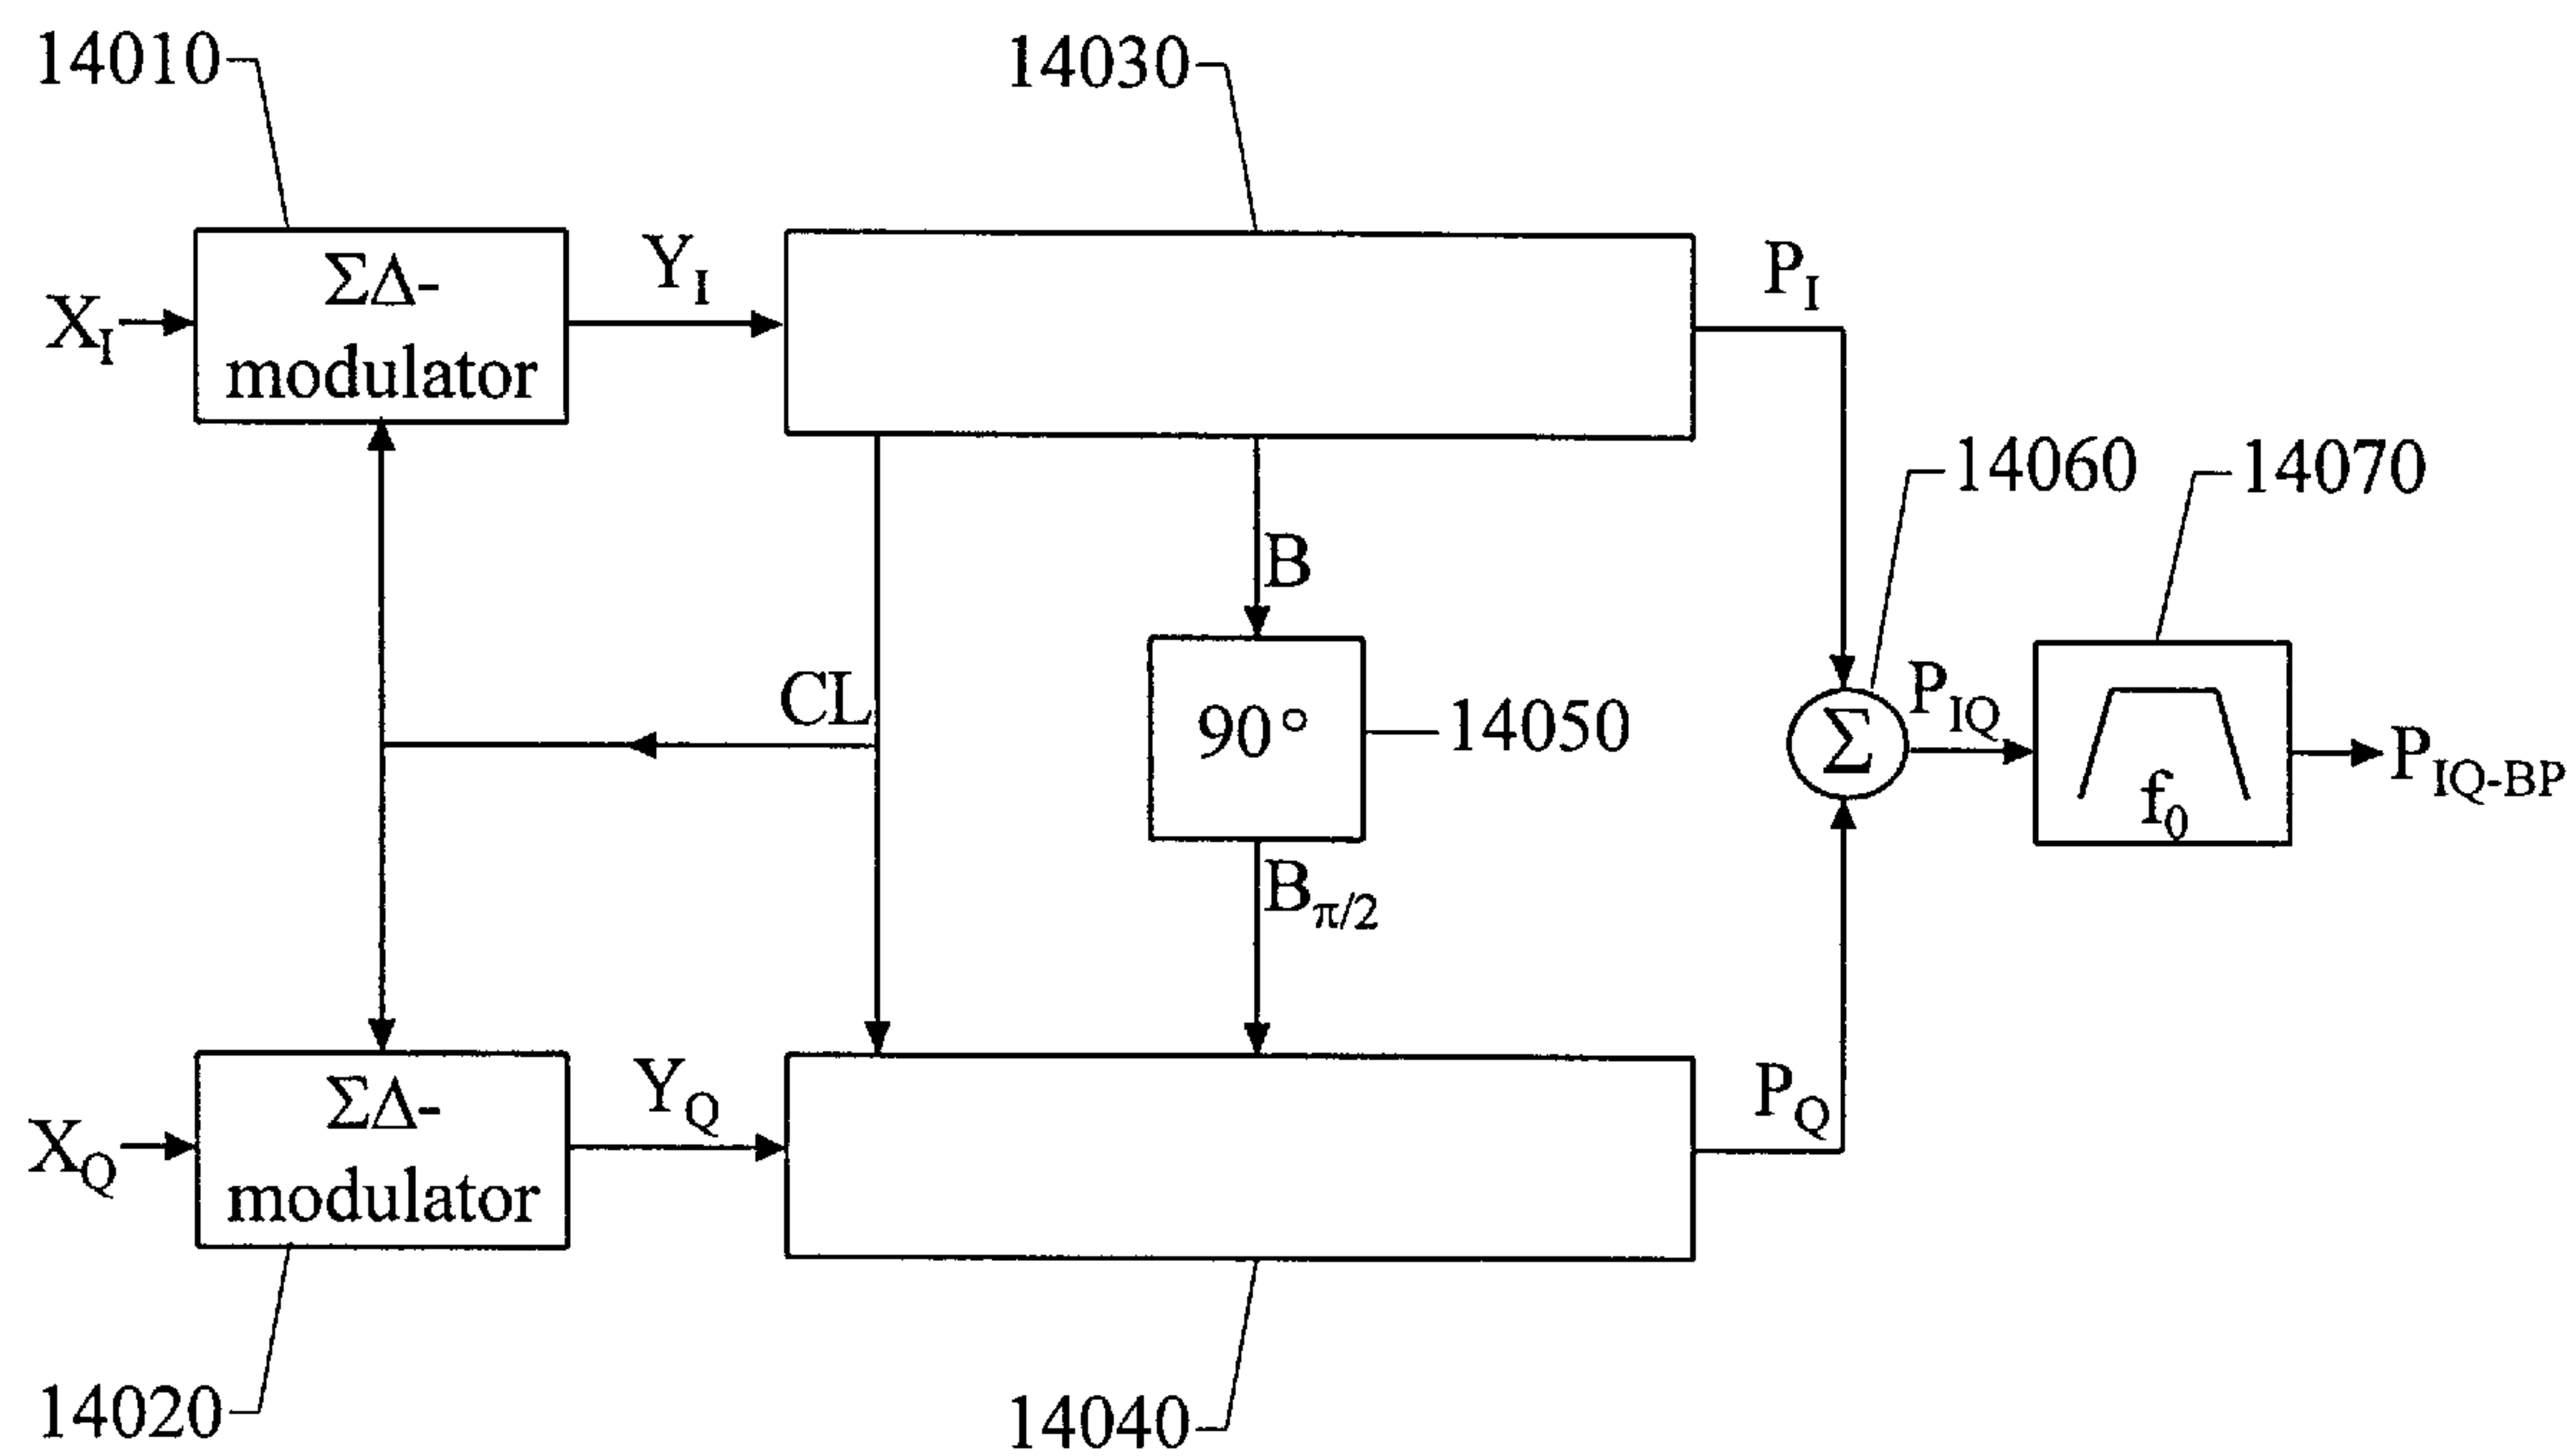 14010
14030
ΣΔ-
modulator
X_I
Y_I
P_I
14060
14070
B
CL
90°
14050
Σ
P_IQ
f_0
P_IQ-BP
B_π/2
ΣΔ-
modulator
X_Q
Y_Q
P_Q
14020
14040